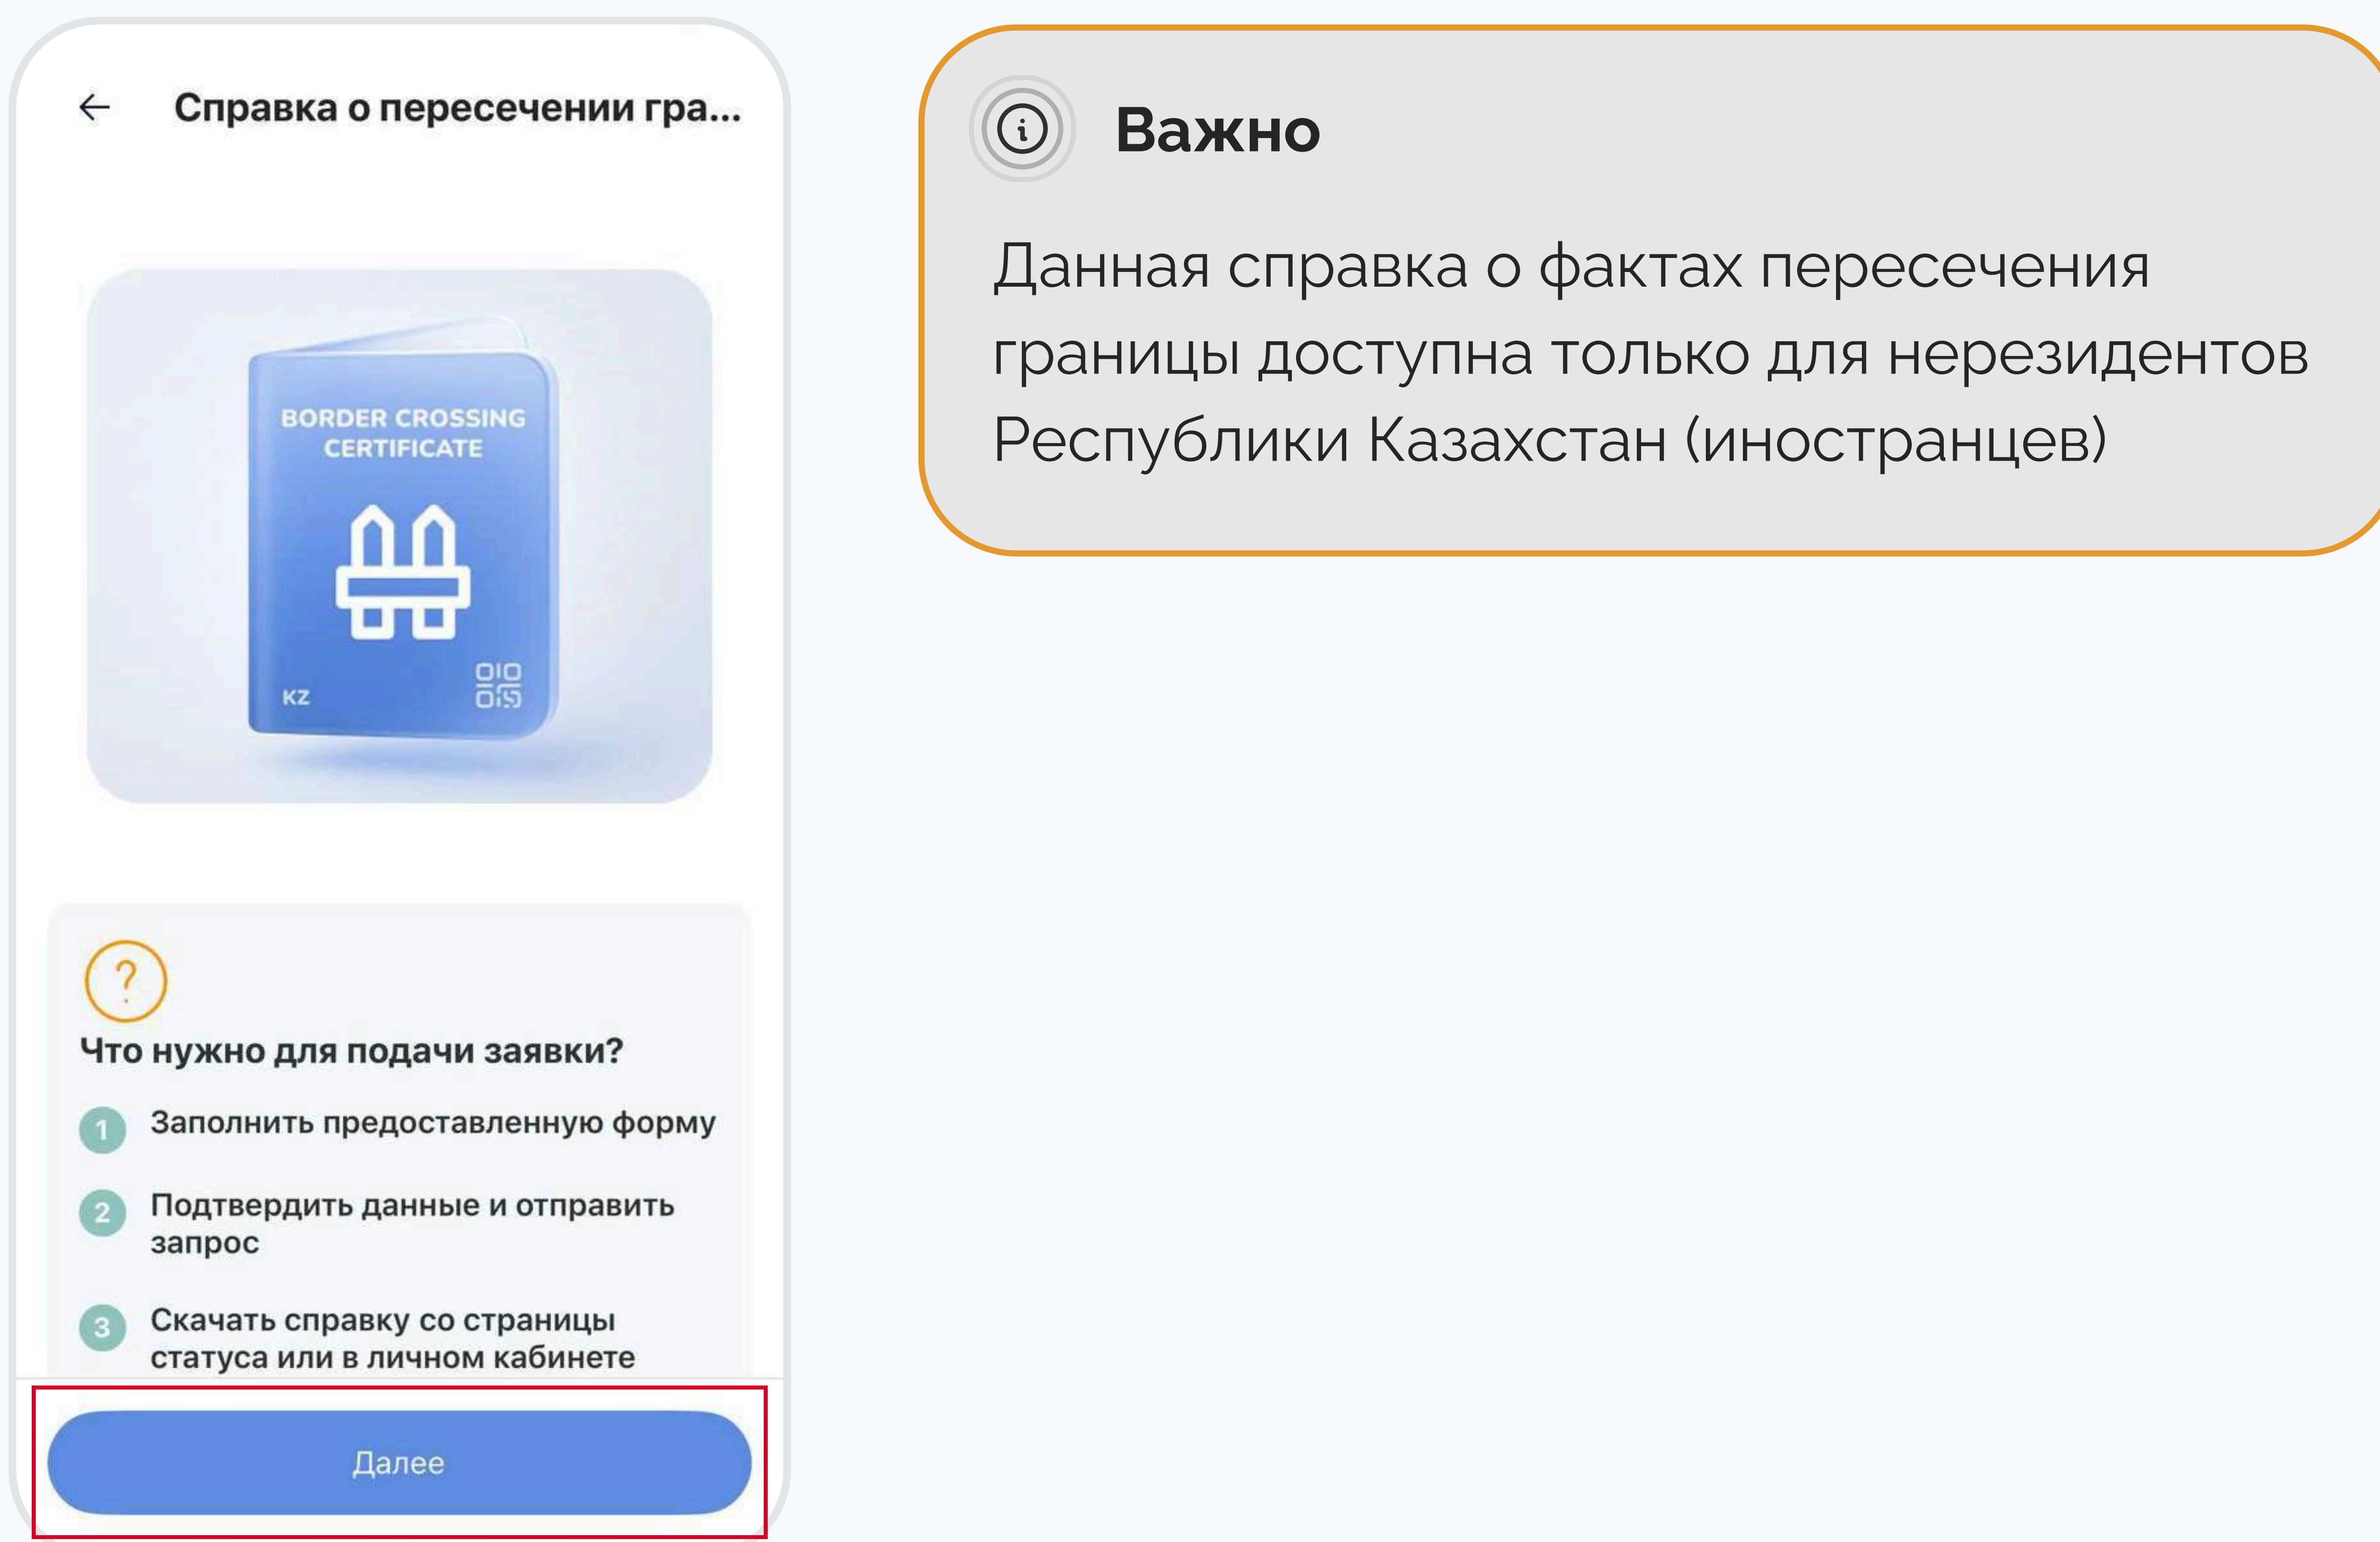 Справка о пересечении гра...
BORDER CROSSING
CERTIFICATE
KZ
Что нужно для подачи заявки?
1 Заполнить предоставленную форму
2 Подтвердить данные и отправить
запрос
3 Скачать справку со страницы
статуса или в личном кабинете
Далее
Важно
Данная справка о фактах пересечения
границы доступна только для нерезидентов
Республики Казахстан (иностранцев)